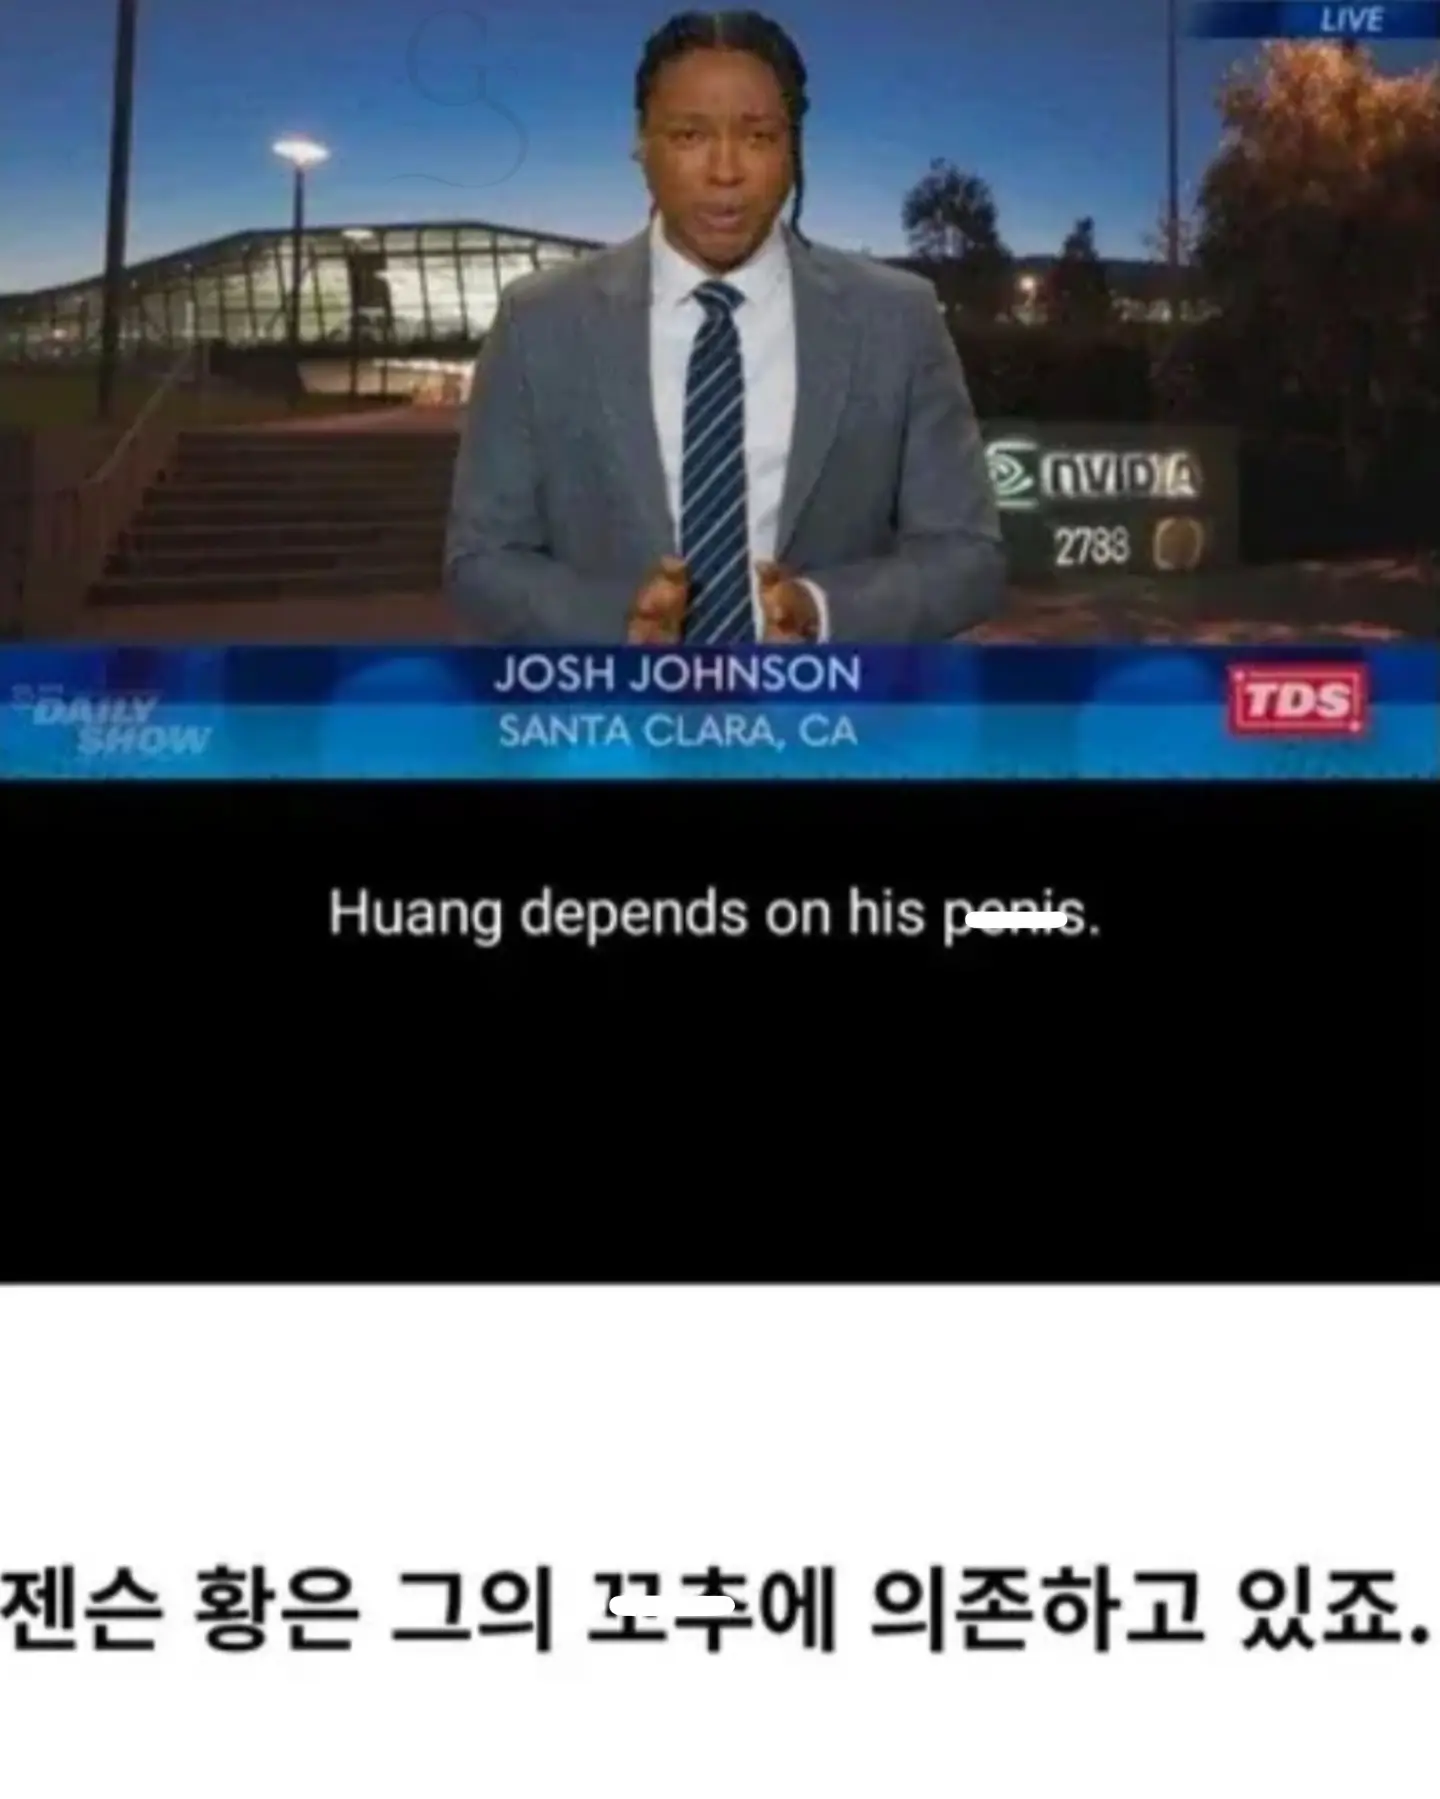 LIVE
NVIDIA
2788
JOSH JOHNSON
SANTA CLARA, CA
DAILY
SHOW
TDS
Huang depends on his penis.
젠슨 황은 그의 꼬추에 의존하고 있죠.